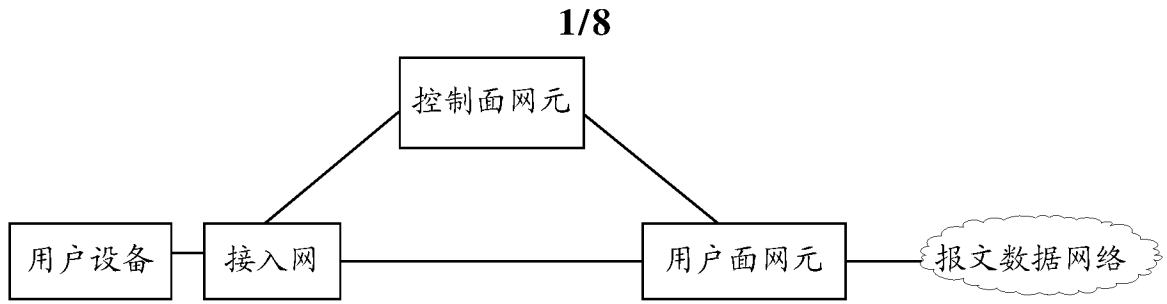 1/8
控制面网元
用户设备
接入网
用户面网元
报文数据网络